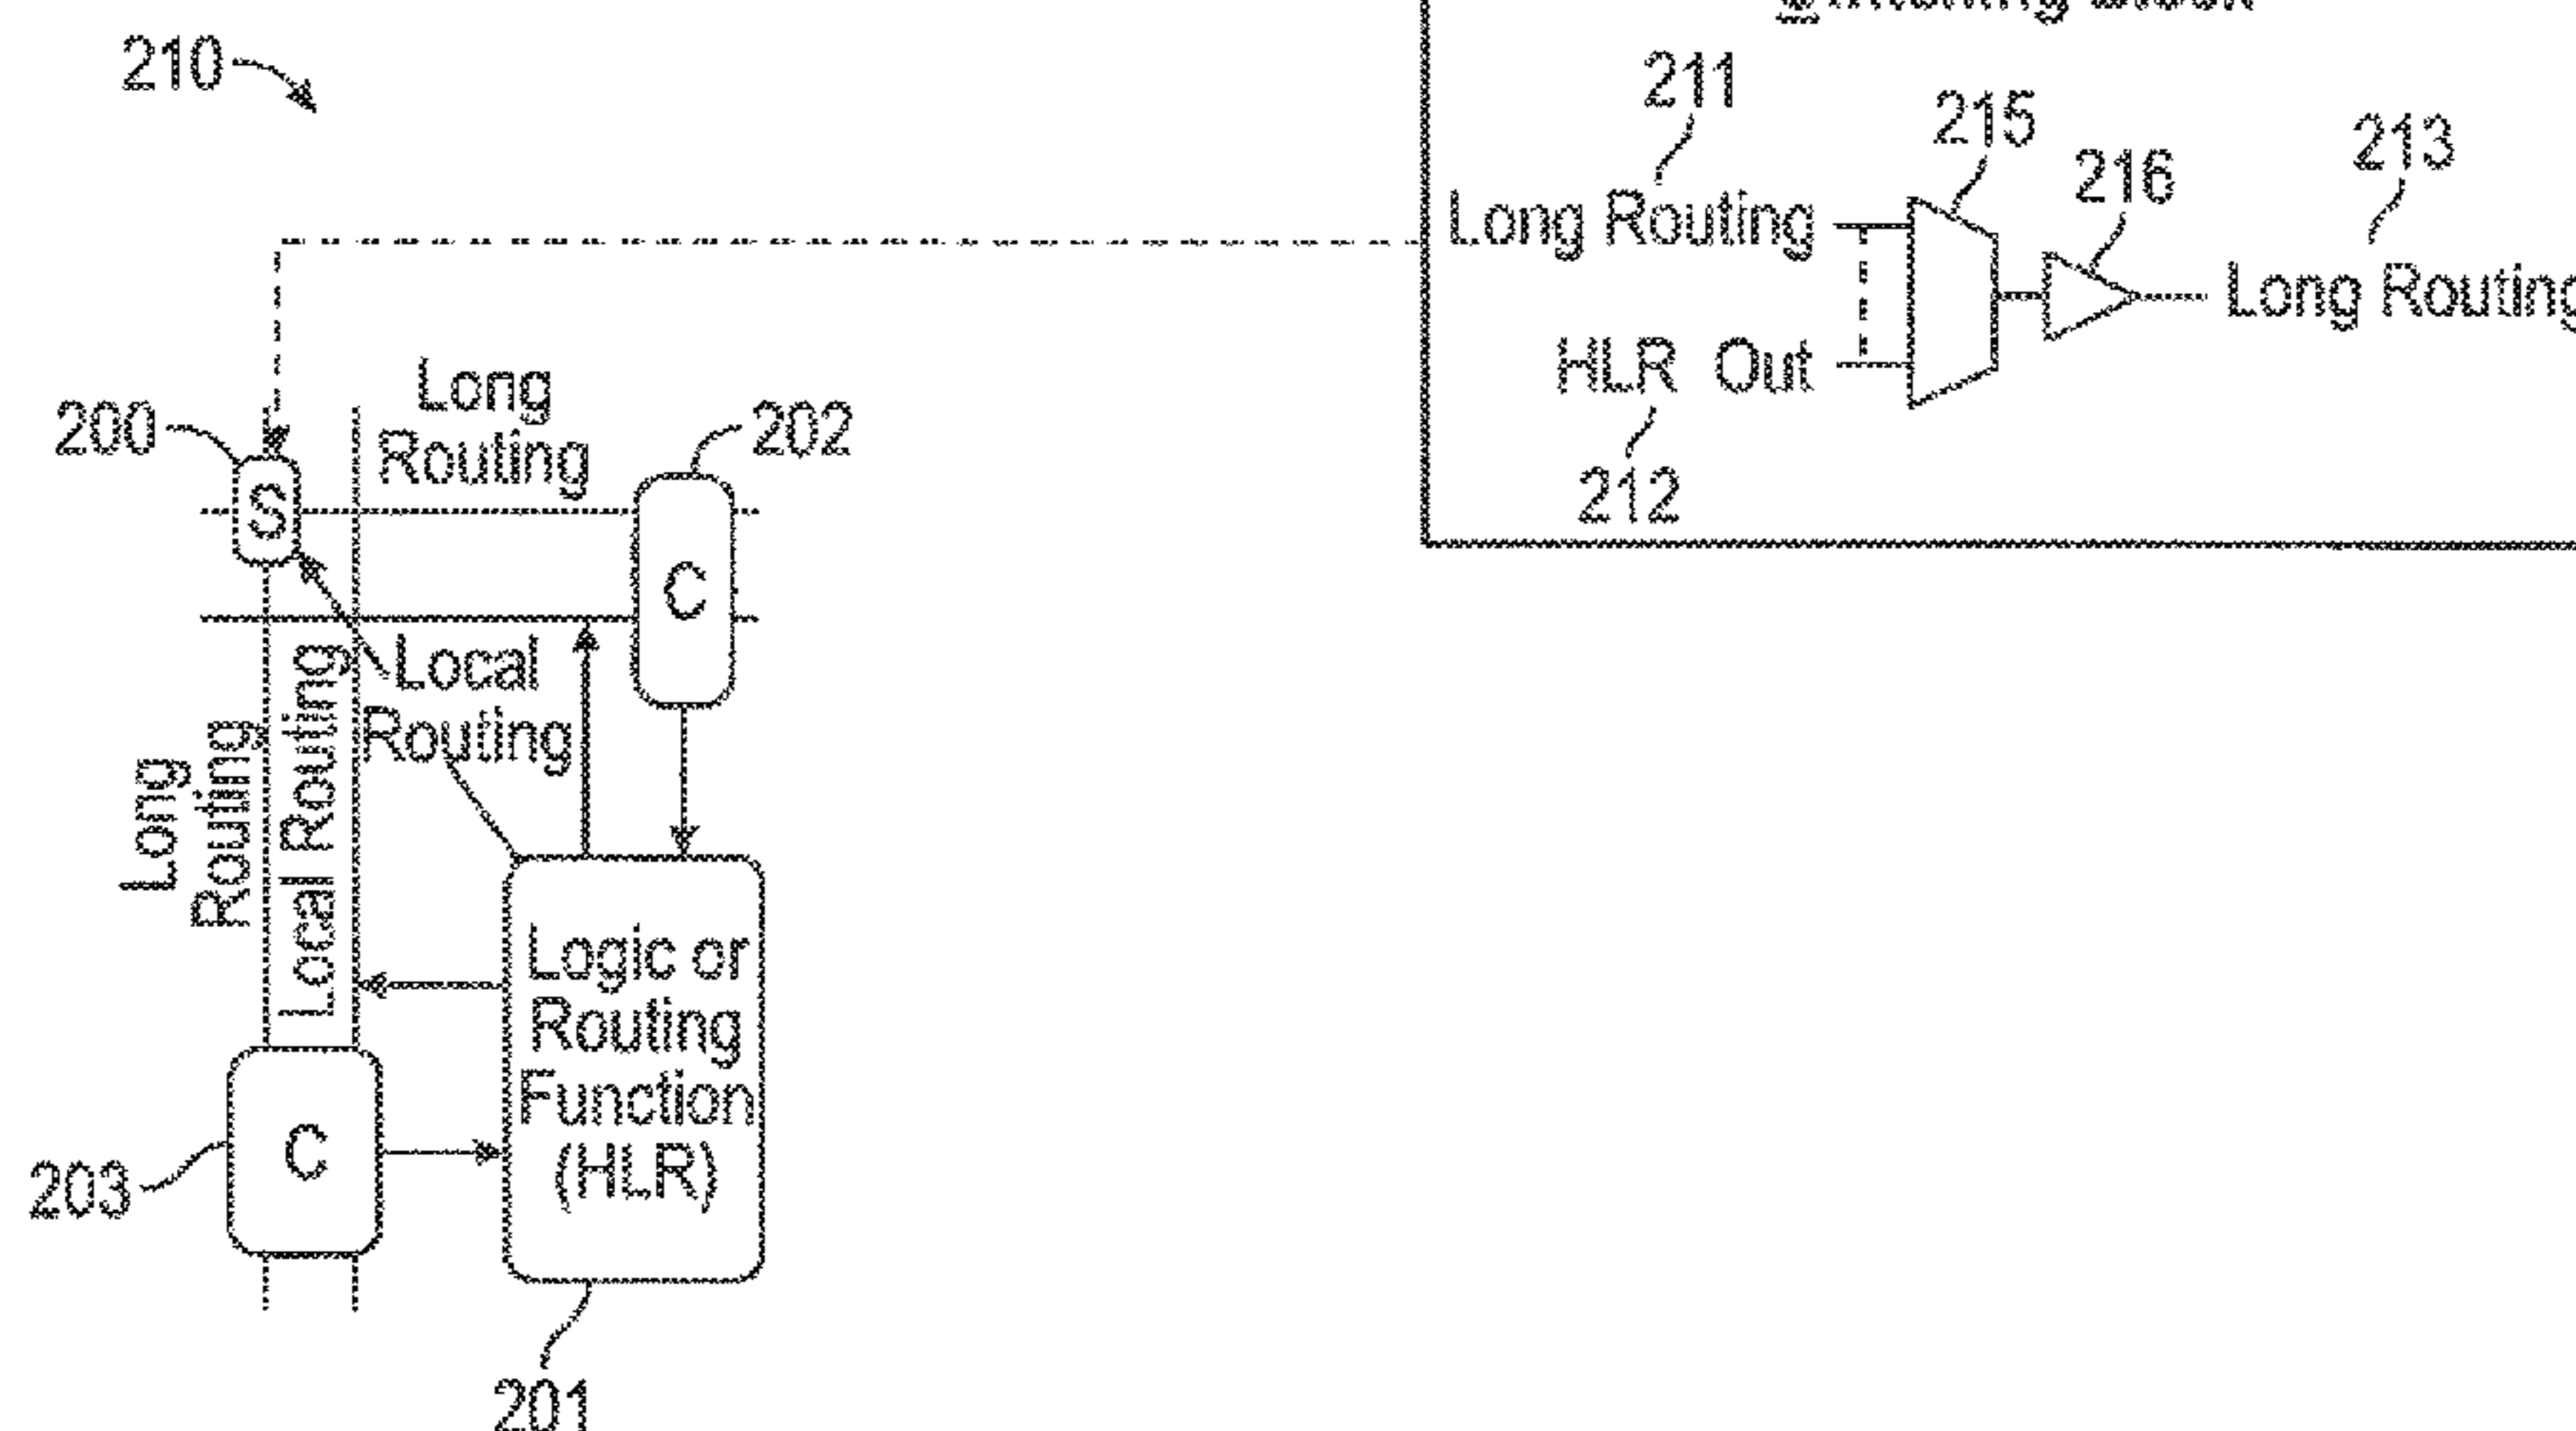 210
211
215
216
213
Long Routing
Long Routing
HLR Out
212
200
Long
Routing
202
S
C
Local
Routing
Long
Routing
Local Routing
Logic or
Routing
Function
(HLR)
C
203
201